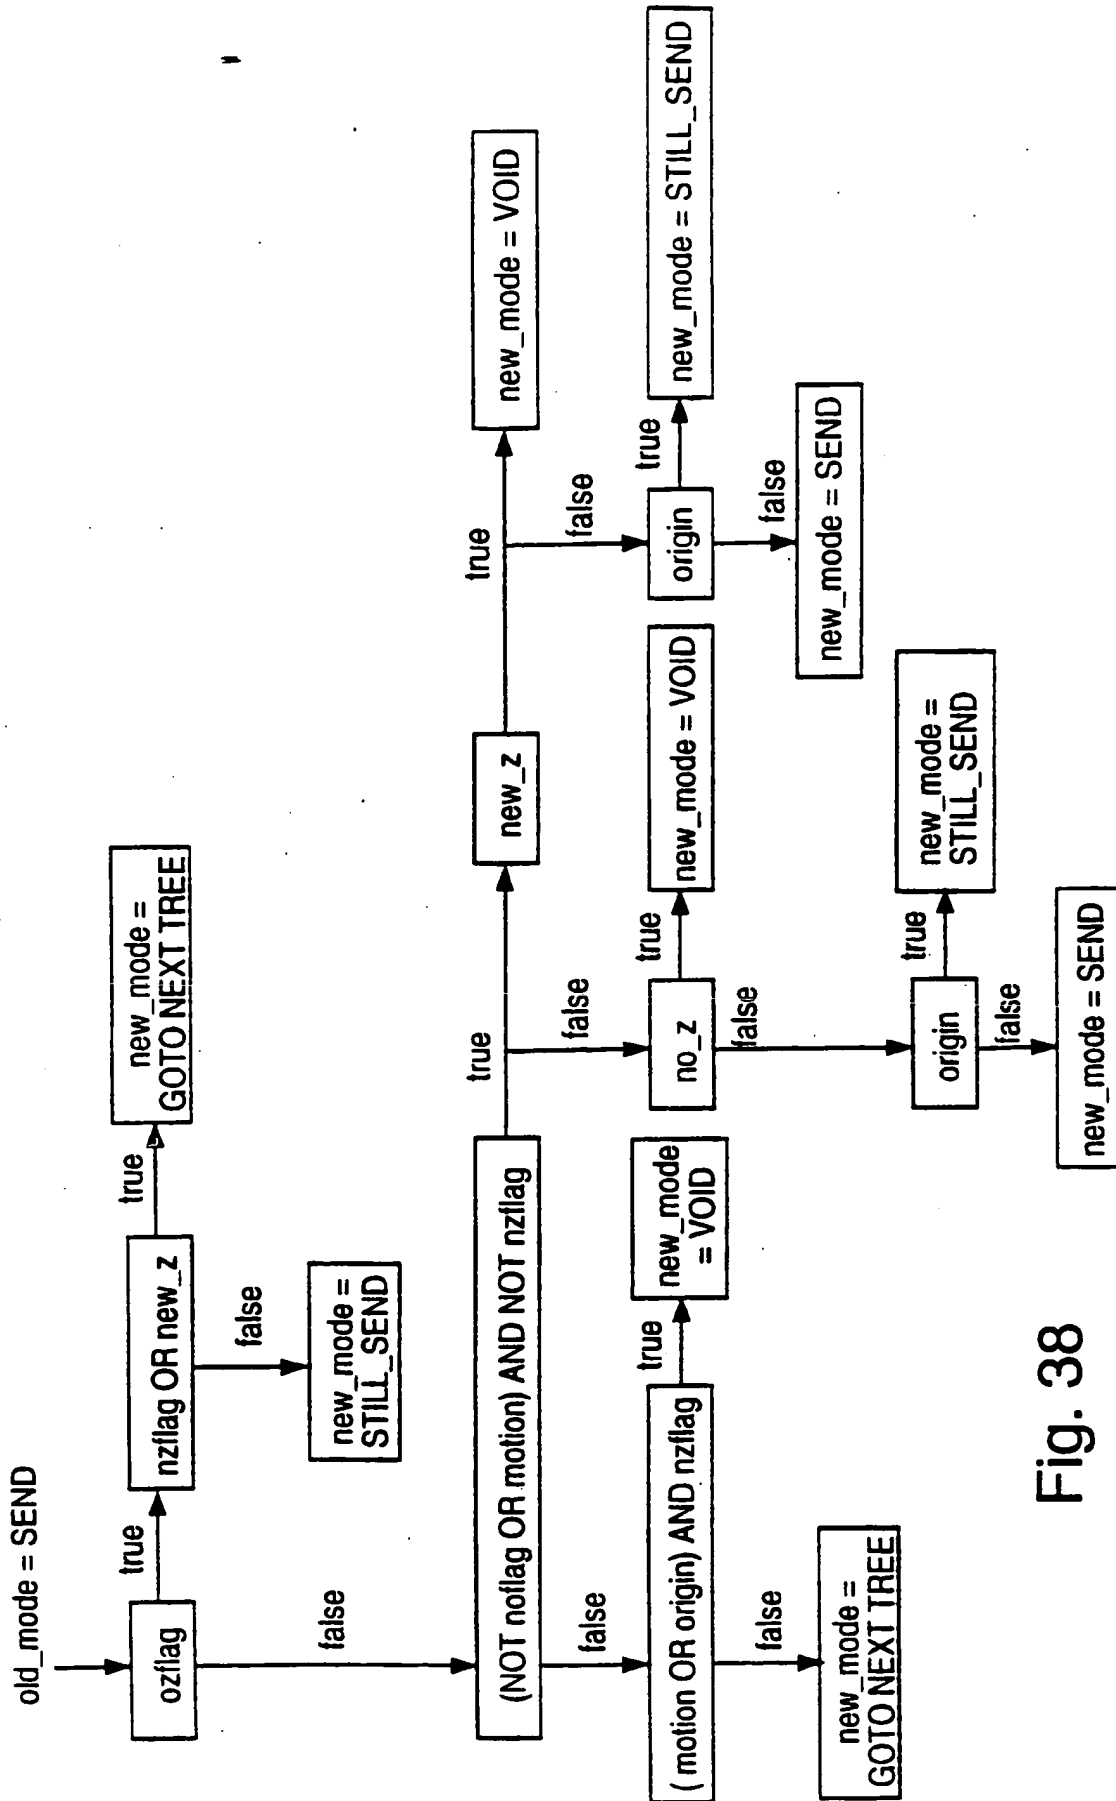 old_mode = SEND
ozflag
true
nzflag OR new_z
true
new_mode =
GOTO NEXT TREE
false
new_mode =
STILL_SEND
false
(NOT noflag OR motion) AND NOT nzflag
true
new_z
true
new_mode = VOID
false
origin
true
new_mode = STILL_SEND
false
new_mode = SEND
false
no_z
true
new_mode = VOID
false
origin
true
new_mode =
STILL_SEND
false
new_mode = SEND
false
( motion OR origin) AND nzflag
true
new_mode
= VOID
false
new_mode =
GOTO NEXT TREE
Fig. 38